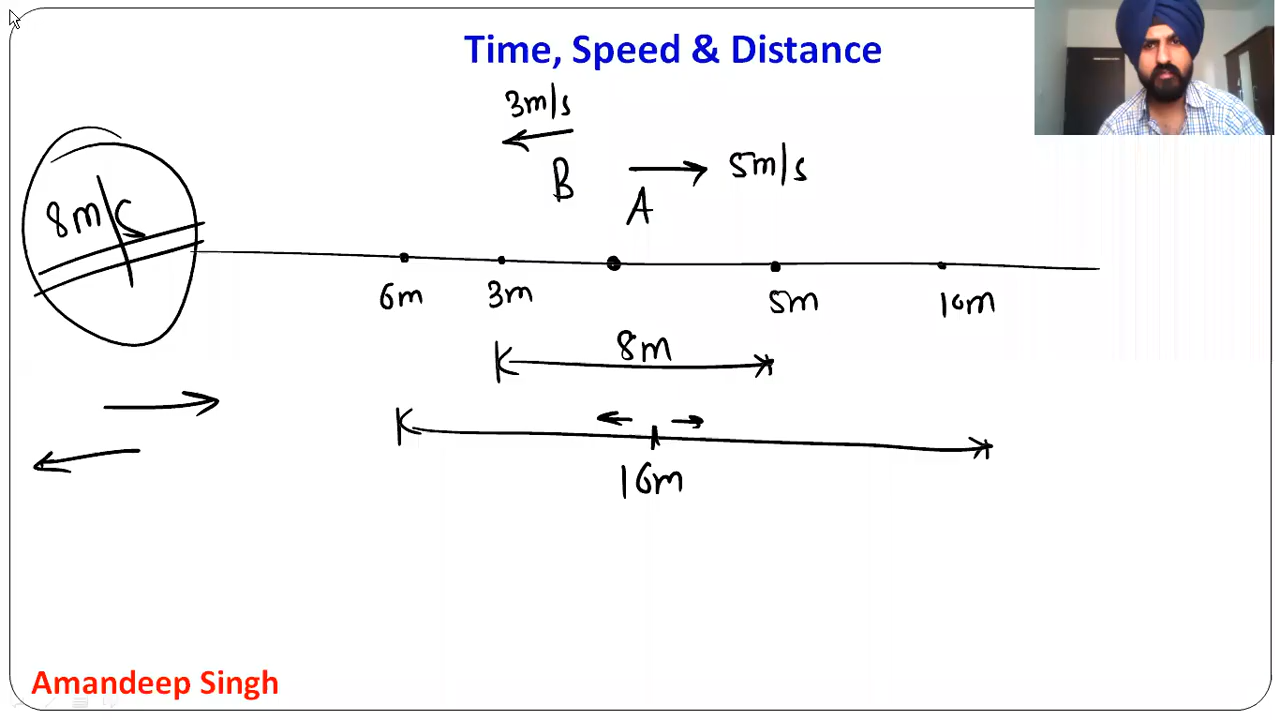 Time, Speed & Distance
3m/s
B
A
5m/s
8m/s
6m
3m
5m
10m
8m
16m
Amandeep Singh